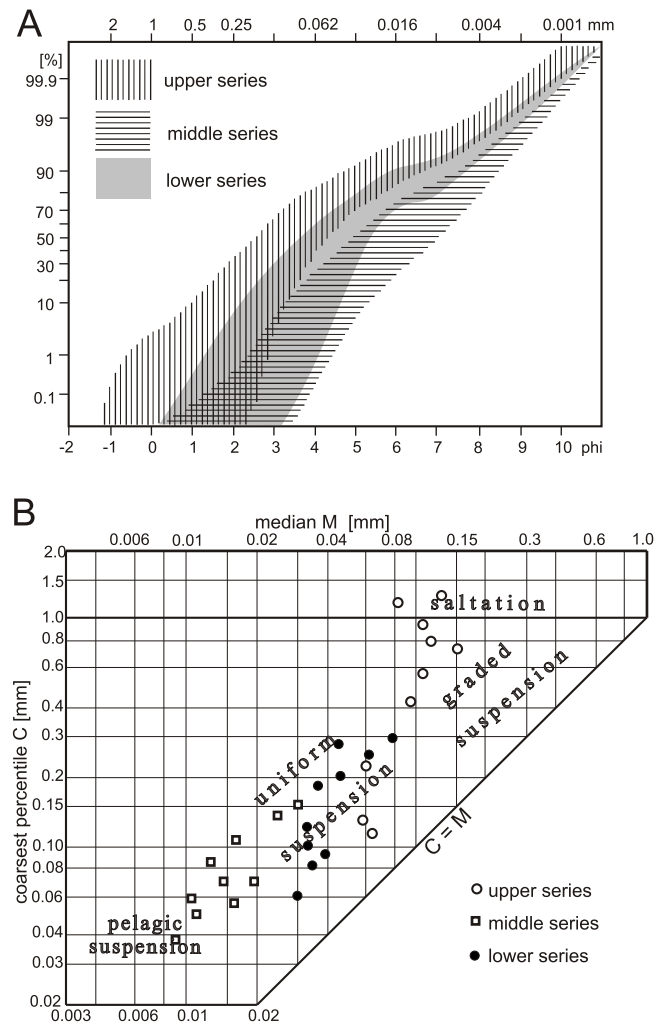 A
2 1 0.5 0.25 0.062 0.016 0.004 0.001 mm
[%]
99.9
99
90
70
50
30
10
1
0.1
upper series
middle series
lower series
-2 -1 0 1 2 3 4 5 6 7 8 9 10 phi
B
median M [mm]
0.006 0.01 0.02 0.04 0.08 0.15 0.3 0.6 1.0
coarsest percentile C [mm]
2.0
1.5
1.0
0.8
0.6
0.4
0.3
0.2
0.15
0.10
0.08
0.06
0.04
0.03
0.02
saltation
graded
suspension
uniform
suspension
pelagic
suspension
C = M
upper series
middle series
lower series
0.003 0.006 0.01 0.02